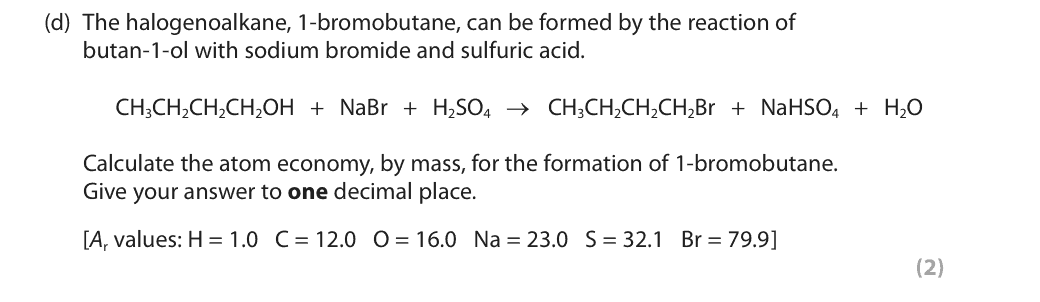 (d) The halogenoalkane, 1-bromobutane, can be formed by the reaction of
butan-1-ol with sodium bromide and sulfuric acid.
CH₃CH₂CH₂CH₂OH + NaBr + H₂SO₄ → CH₃CH₂CH₂CH₂Br + NaHSO₄ + H₂O
Calculate the atom economy, by mass, for the formation of 1-bromobutane.
Give your answer to one decimal place.
[Aᵣ values: H = 1.0 C = 12.0 O = 16.0 Na = 23.0 S = 32.1 Br = 79.9]
(2)